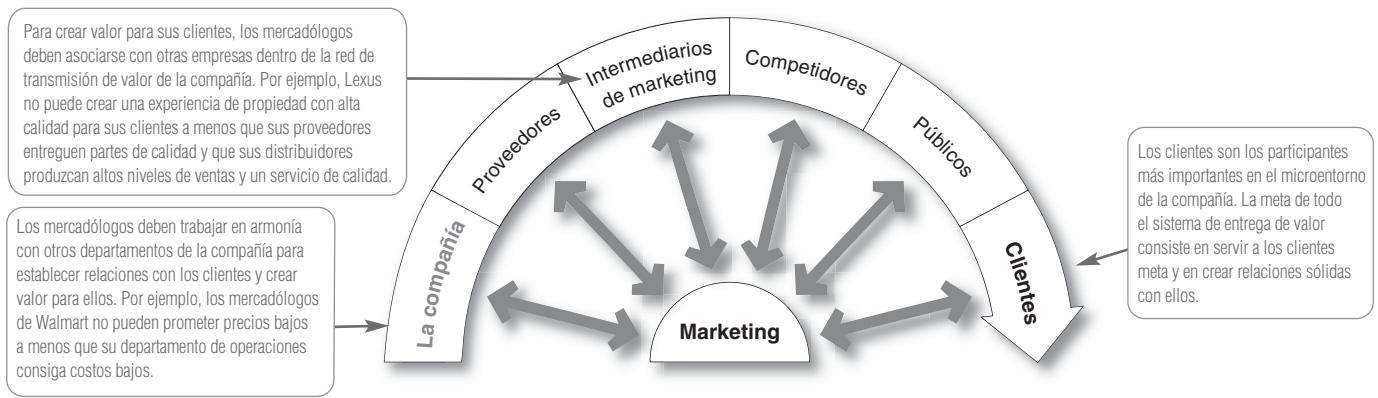 Para crear valor para sus clientes, los mercadólogos
deben asociarse con otras empresas dentro de la red de
transmisión de valor de la compañía. Por ejemplo, Lexus
no puede crear una experiencia de propiedad con alta
calidad para sus clientes a menos que sus proveedores
entreguen partes de calidad y que sus distribuidores
produzcan altos niveles de ventas y un servicio de calidad.
Los mercadólogos deben trabajar en armonía
con otros departamentos de la compañía para
establecer relaciones con los clientes y crear
valor para ellos. Por ejemplo, los mercadólogos
de Walmart no pueden prometer precios bajos
a menos que su departamento de operaciones
consiga costos bajos.
La compañía
Proveedores
Intermediarios
de marketing
Competidores
Públicos
Clientes
Marketing
Los clientes son los participantes
más importantes en el microentorno
de la compañía. La meta de todo
el sistema de entrega de valor
consiste en servir a los clientes
meta y en crear relaciones sólidas
con ellos.